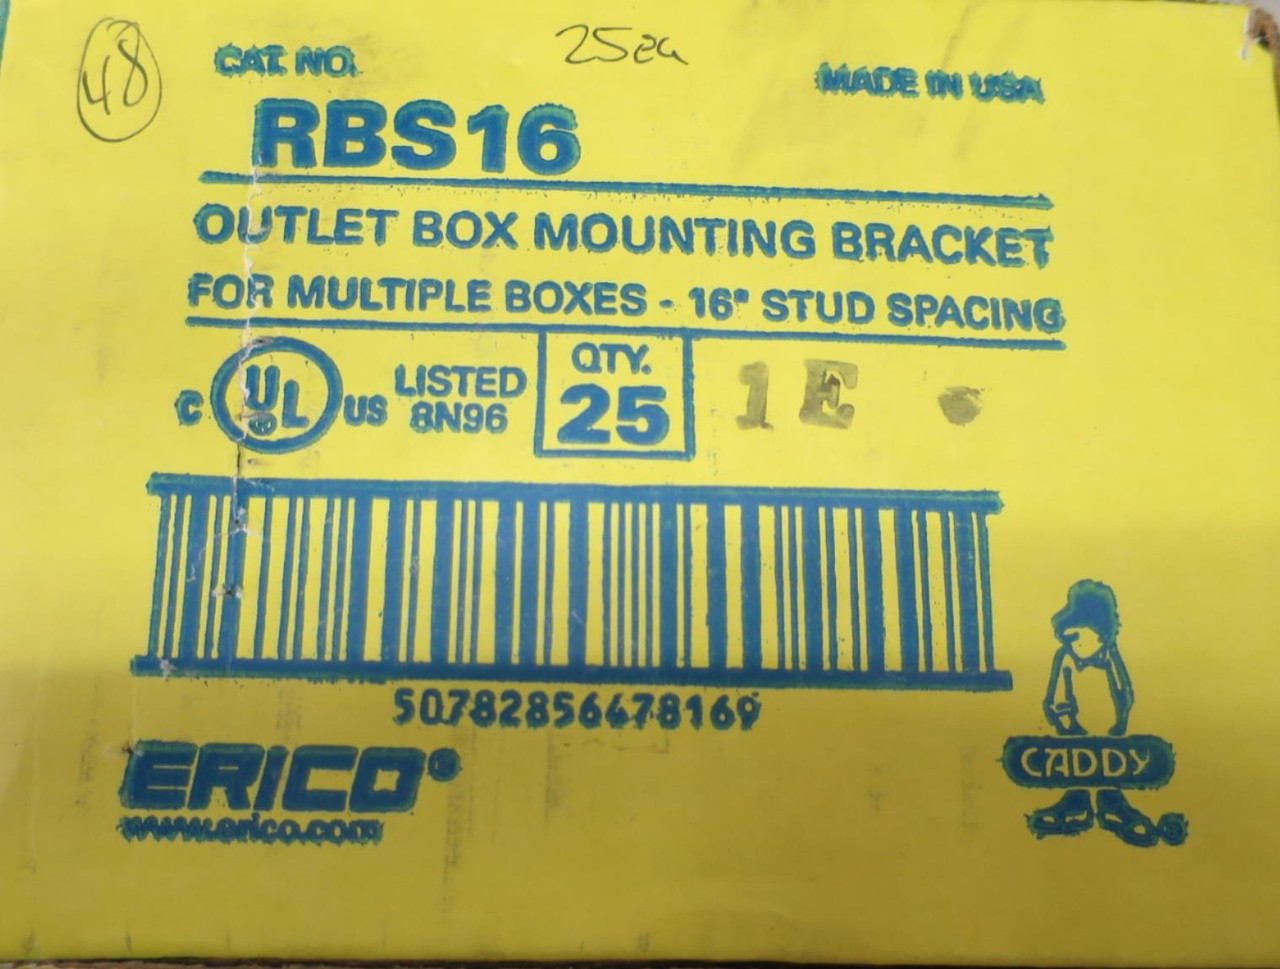 48
25ea
CAT. NO.
MADE IN USA
RBS16
OUTLET BOX MOUNTING BRACKET
FOR MULTIPLE BOXES - 16" STUD SPACING
C UL® US LISTED 8N96
QTY. 25
1E
50782856478169
ERICO®
www.erico.com
CADDY®